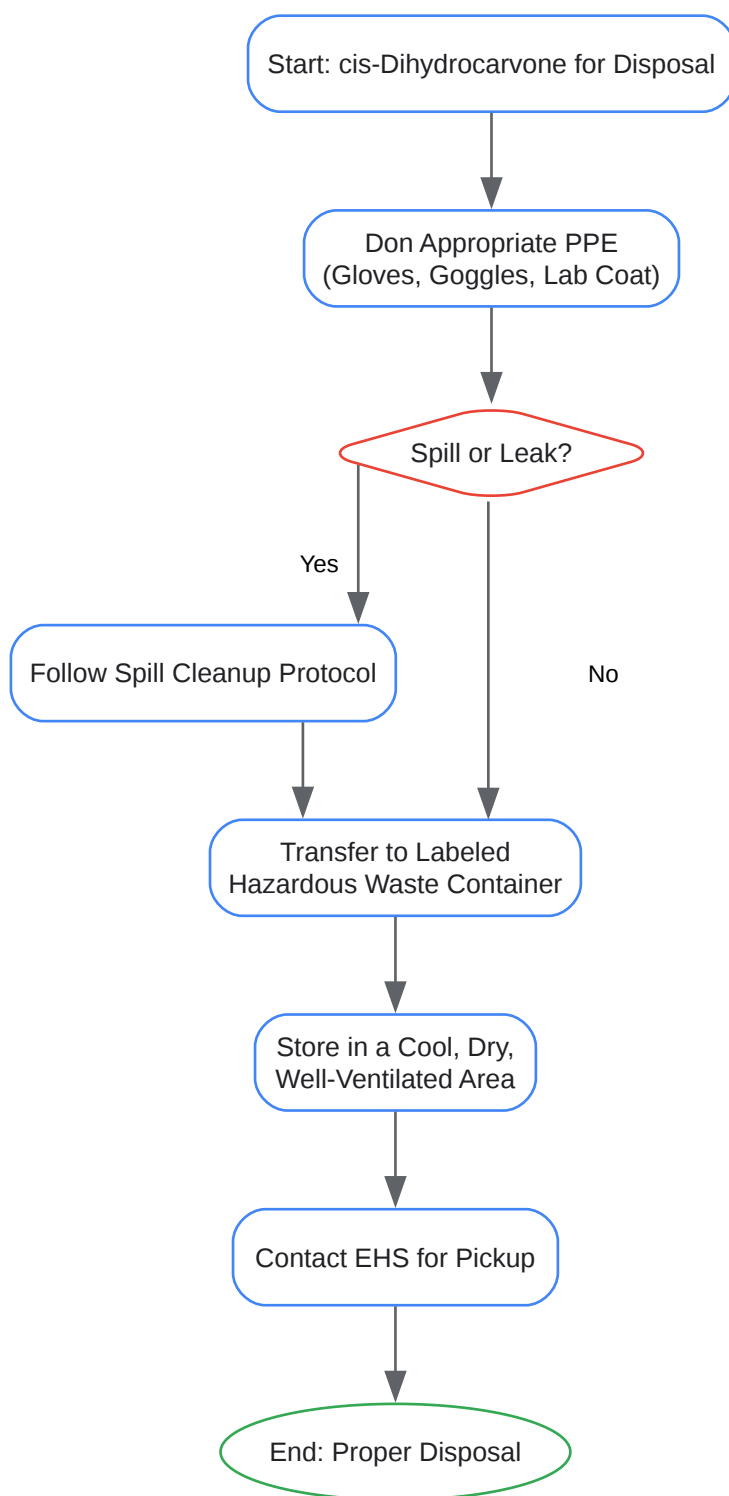 Start: cis-Dihydrocarvone for Disposal
Don Appropriate PPE
(Gloves, Goggles, Lab Coat)
Spill or Leak?
Yes
Follow Spill Cleanup Protocol
No
Transfer to Labeled
Hazardous Waste Container
Store in a Cool, Dry,
Well-Ventilated Area
Contact EHS for Pickup
End: Proper Disposal